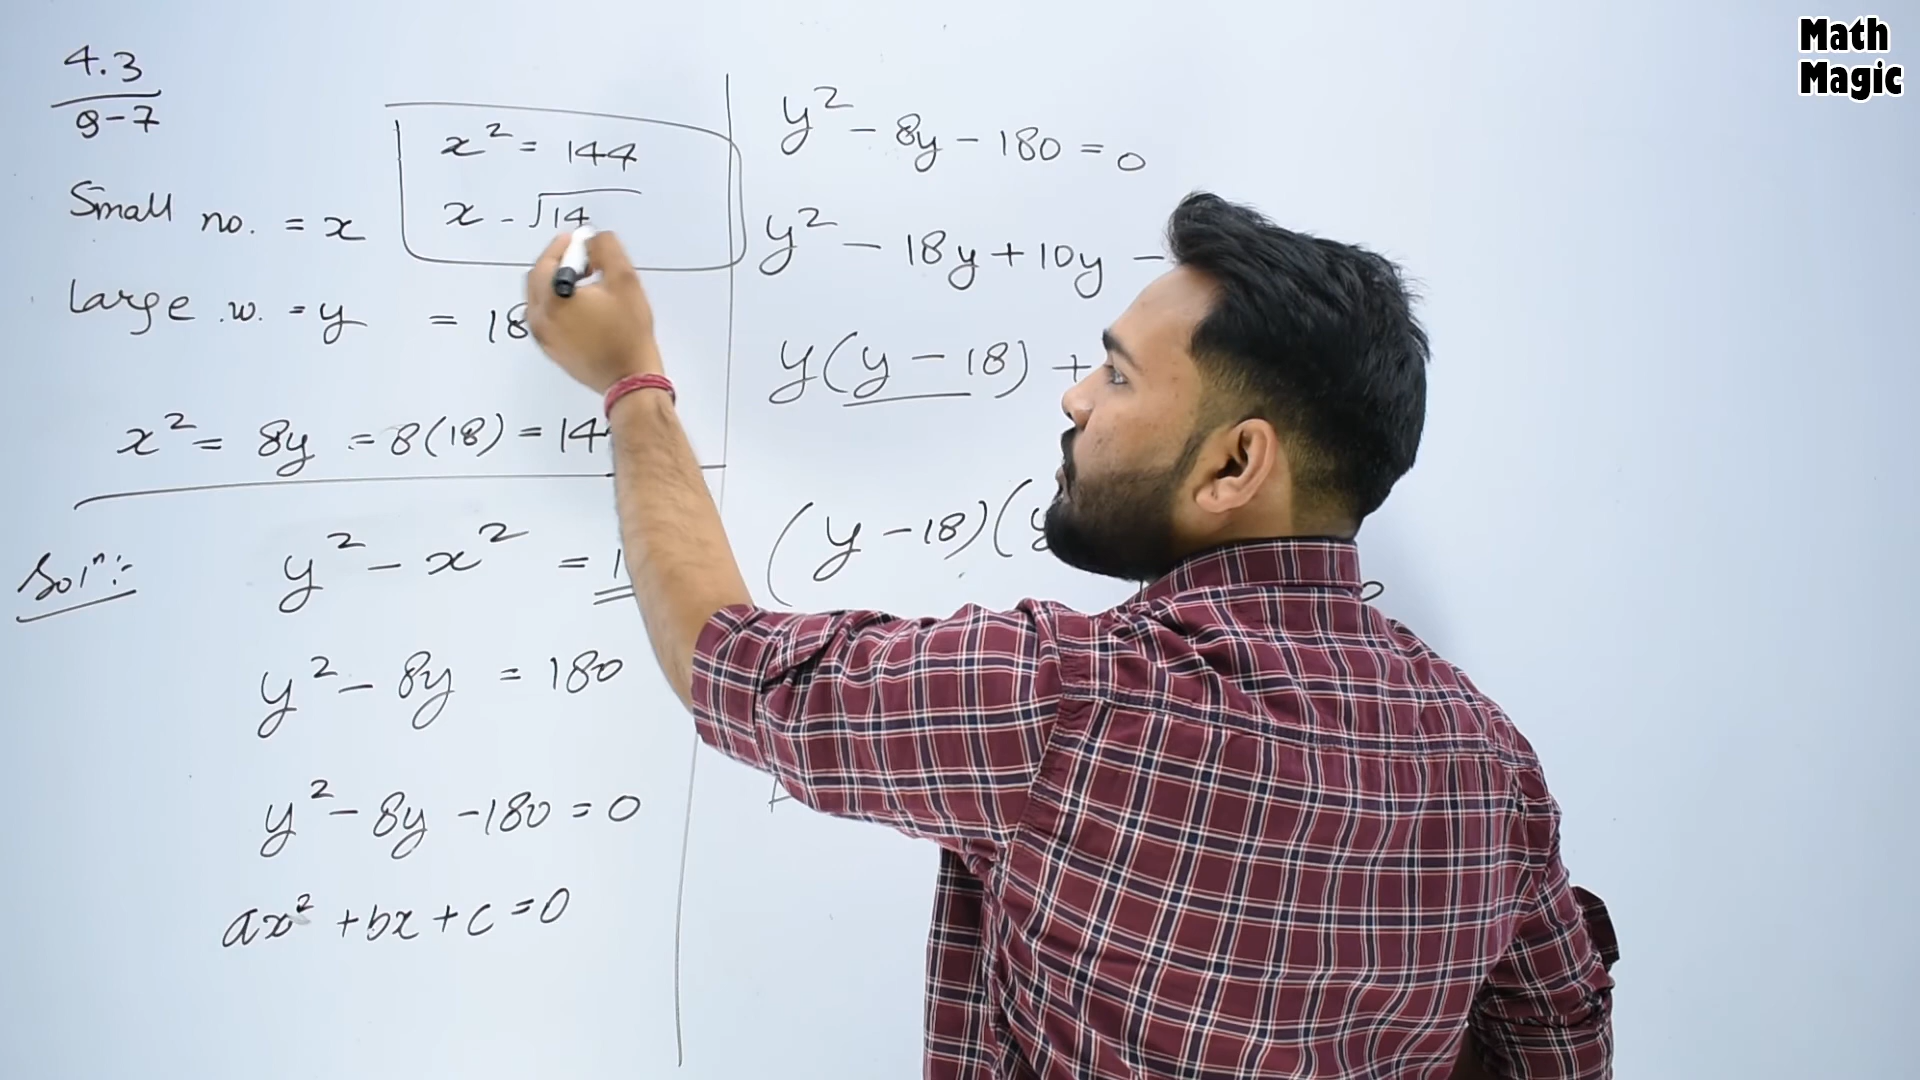 4.3
Q-7
Small no. = x
large no. = y = 18
x² = 8y = 8(18) = 14
x² = 144
x - √14
Solⁿ:-
y² - x² = 1
y² - 8y = 180
y² - 8y - 180 = 0
ax² + bx + c = 0
y² - 8y - 180 = 0
y² - 18y + 10y -
y(y - 18) +
(y - 18)(y
Math
Magic